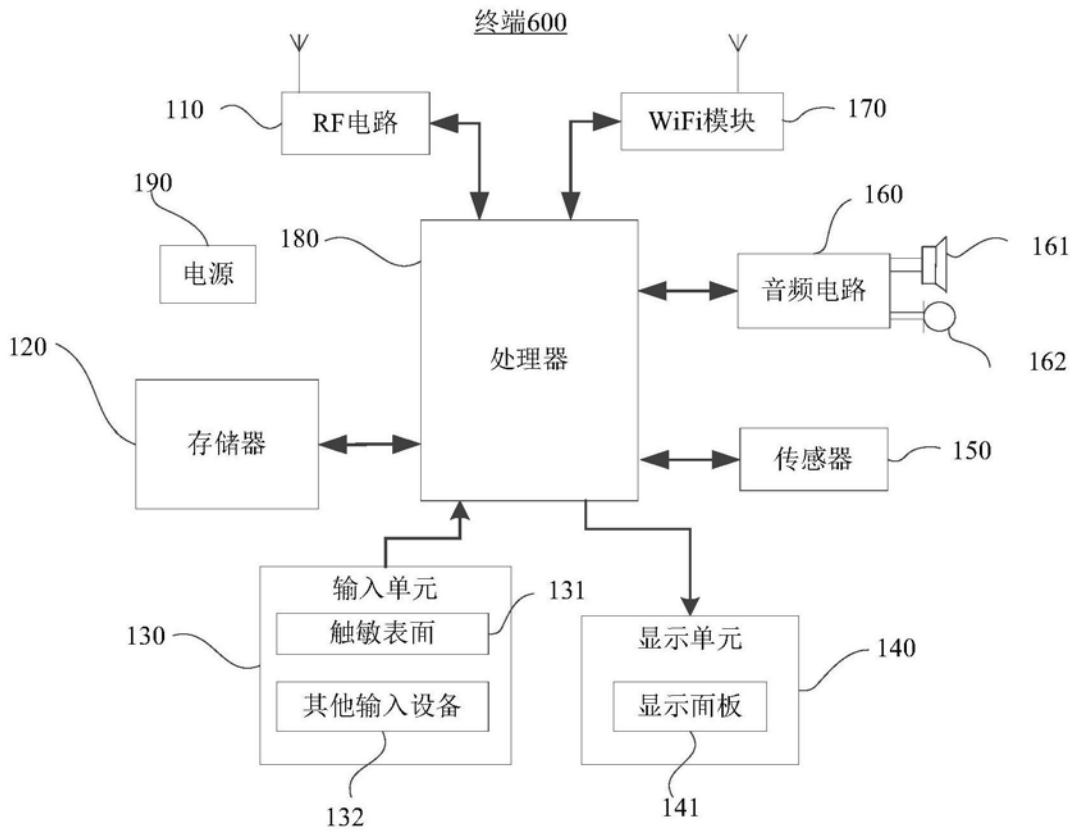 终端600
110
RF电路
WiFi模块
170
190
电源
180
处理器
160
音频电路
161
162
120
存储器
传感器
150
输入单元
131
触敏表面
130
其他输入设备
132
显示单元
140
显示面板
141